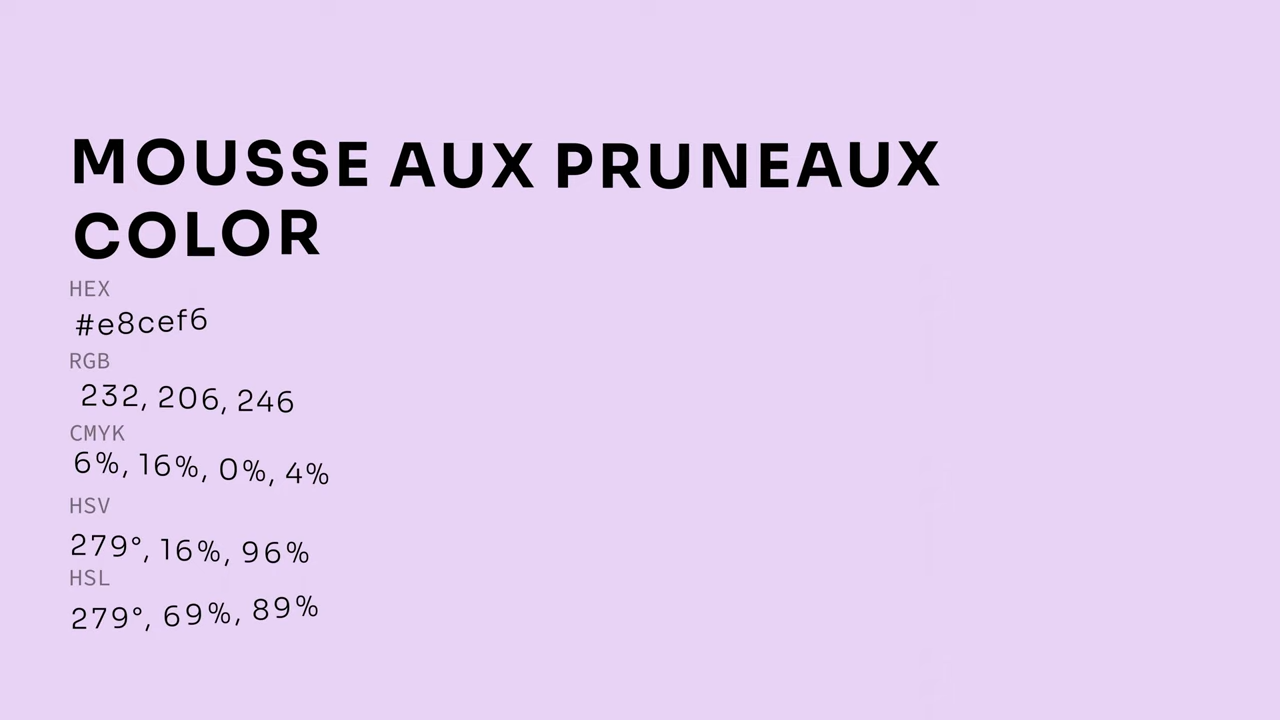 MOUSSE AUX PRUNEAUX
COLOR
HEX
#e8cef6
RGB
232, 206, 246
CMYK
6%, 16%, 0%, 4%
HSV
279°, 16%, 96%
HSL
279°, 69%, 89%